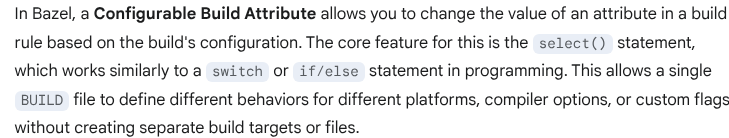 In Bazel, a Configurable Build Attribute allows you to change the value of an attribute in a build
rule based on the build's configuration. The core feature for this is the select() statement,
which works similarly to a switch or if/else statement in programming. This allows a single
BUILD file to define different behaviors for different platforms, compiler options, or custom flags
without creating separate build targets or files.